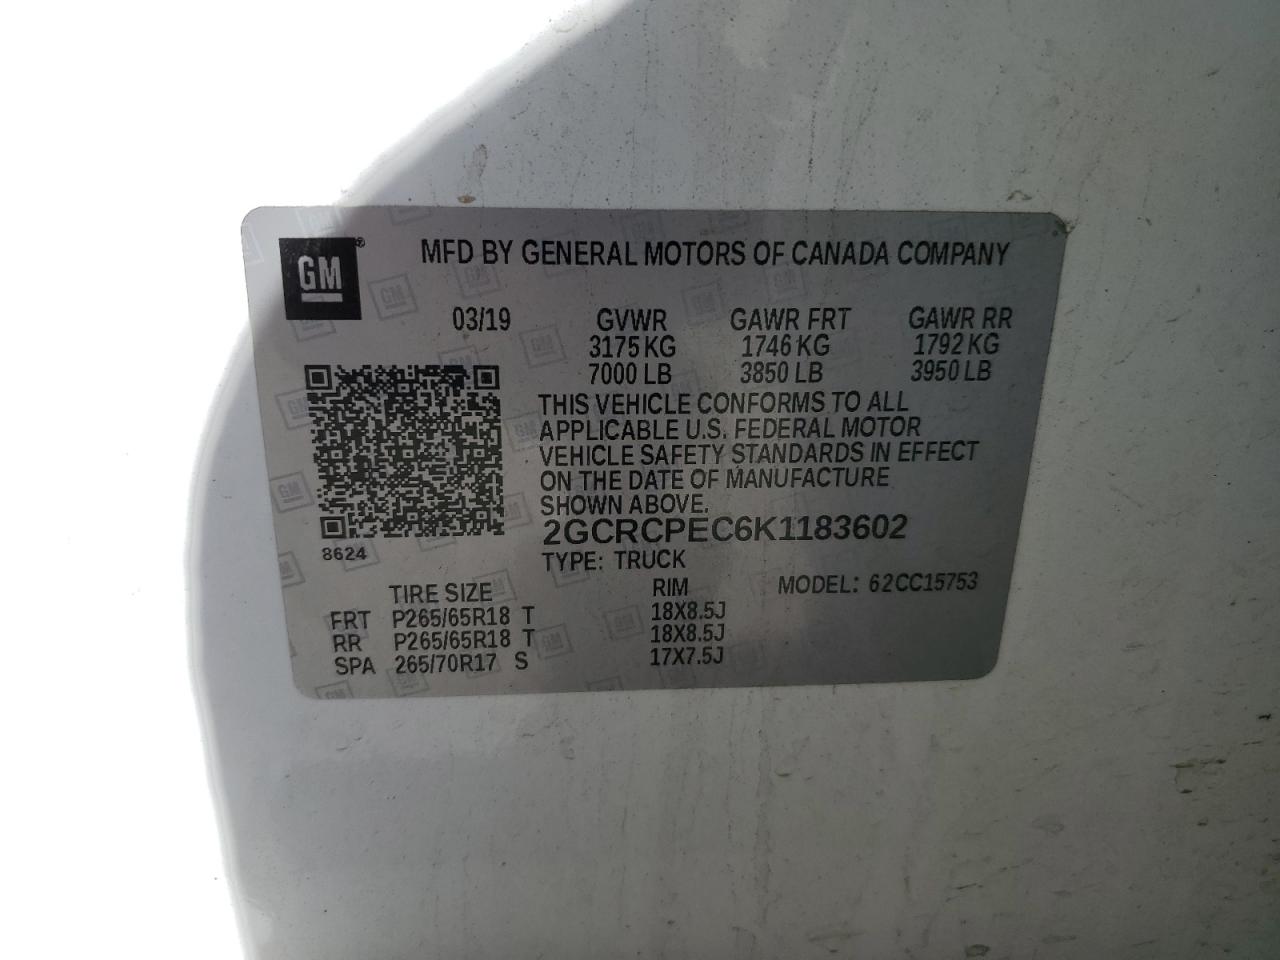 GM®
MFD BY GENERAL MOTORS OF CANADA COMPANY
03/19 GVWR GAWR FRT GAWR RR
3175 KG 1746 KG 1792 KG
7000 LB 3850 LB 3950 LB
THIS VEHICLE CONFORMS TO ALL
APPLICABLE U.S. FEDERAL MOTOR
VEHICLE SAFETY STANDARDS IN EFFECT
ON THE DATE OF MANUFACTURE
SHOWN ABOVE.
2GCRCPEC6K1183602
8624
TYPE: TRUCK
TIRE SIZE RIM MODEL: 62CC15753
FRT P265/65R18 T 18X8.5J
RR P265/65R18 T 18X8.5J
SPA 265/70R17 S 17X7.5J